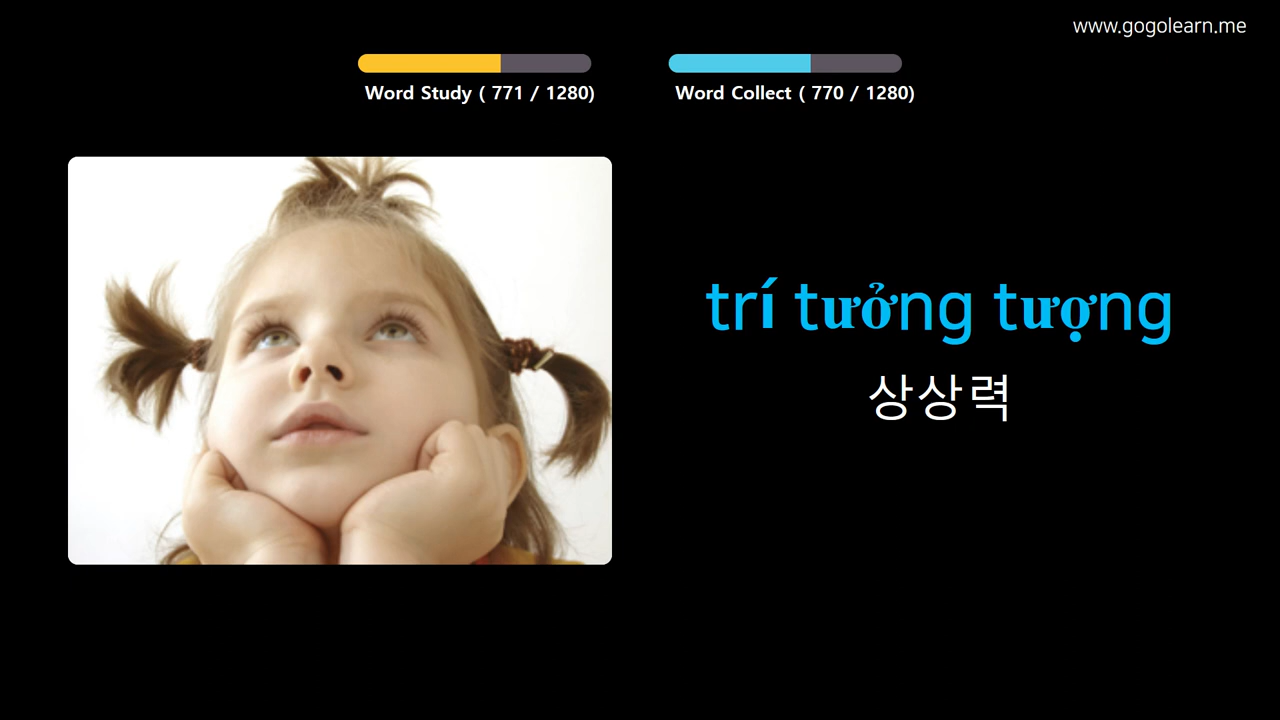 www.gogolearn.me
Word Study ( 771 / 1280)
Word Collect ( 770 / 1280)
trí tưởng tượng
상상력